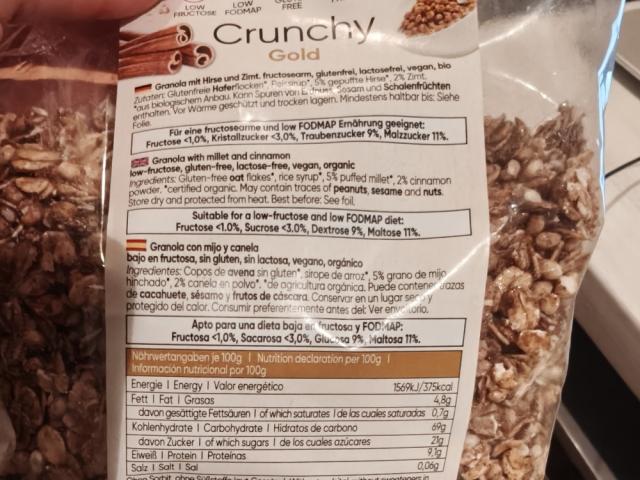 LOW LOW
FRUCTOSE FODMAP FREE
Crunchy
Gold
Granola mit Hirse und Zimt, fructosearm, glutenfrei, lactosefrei, vegan, bio
Zutaten: Glutenfreie Haferflocken*, Reissirup*, 5% gepuffte Hirse*, 2% Zimt.
*aus biologischem Anbau. Kann Spuren von Erdnuss, Sesam und Schalenfrüchten
enthalten. Vor Wärme geschützt und trocken lagern. Mindestens haltbar bis: Siehe
Folie.
Für eine fructosearme und low FODMAP Ernährung geeignet:
Fructose <1,0%, Kristallzucker <3,0%, Traubenzucker 9%, Malzzucker 11%.
Granola with millet and cinnamon
low-fructose, gluten-free, lactose-free, vegan, organic
Ingredients: Gluten-free oat flakes*, rice syrup*, 5% puffed millet*, 2% cinnamon
powder. *certified organic. May contain traces of peanuts, sesame and nuts.
Store dry and protected from heat. Best before: See foil.
Suitable for a low-fructose and low FODMAP diet:
Fructose <1.0%, Sucrose <3.0%, Dextrose 9%, Maltose 11%.
Granola con mijo y canela
bajo en fructosa, sin gluten, sin lactosa, vegano, orgánico
Ingredientes: Copos de avena sin gluten*, sirope de arroz*, 5% grano de mijo
hinchado*, 2% canela en polvo*. *de agricultura orgánica. Puede contener trazas
de cacahuete, sésamo y frutos de cáscara. Conservar en un lugar seco y
protegido del calor. Consumir preferentemente antes del: Ver envoltorio.
Apto para una dieta baja en fructosa y FODMAP:
Fructosa <1,0%, Sacarosa <3,0%, Glucosa 9%, Maltosa 11%.
Nährwertangaben je 100g | Nutrition declaration per 100g |
Información nutricional por 100g
Energie | Energy | Valor energético 1569kJ/375kcal
Fett | Fat | Grasas 4,8g
davon gesättigte Fettsäuren | of which saturates | de las cuales saturadas 0,7g
Kohlenhydrate | Carbohydrate | Hidratos de carbono 69g
davon Zucker | of which sugars | de los cuales azúcares 21g
Eiweiß | Protein | Proteínas 9,1g
Salz | Salt | Sal 0,06g